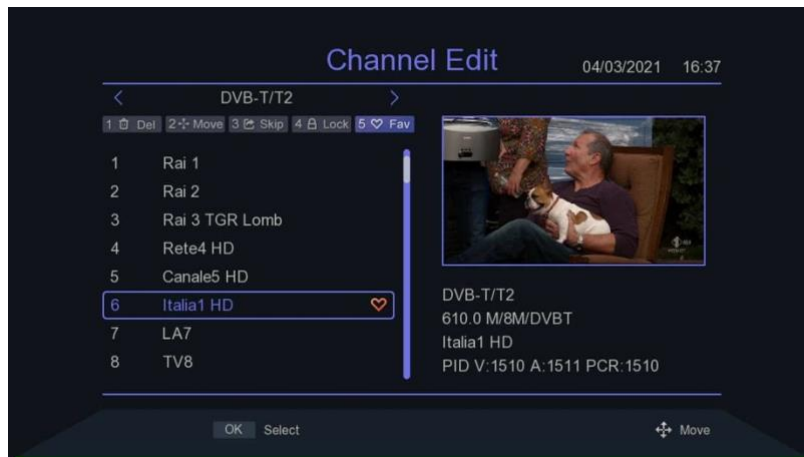 Channel Edit
04/03/2021 16:37
DVB-T/T2
1 Del 2 Move 3 Skip 4 Lock 5 Fav
1 Rai 1
2 Rai 2
3 Rai 3 TGR Lomb
4 Rete4 HD
5 Canale5 HD
6 Italia1 HD
7 LA7
8 TV8
DVB-T/T2
610.0 M/8M/DVBT
Italia1 HD
PID V:1510 A:1511 PCR:1510
OK Select
Move